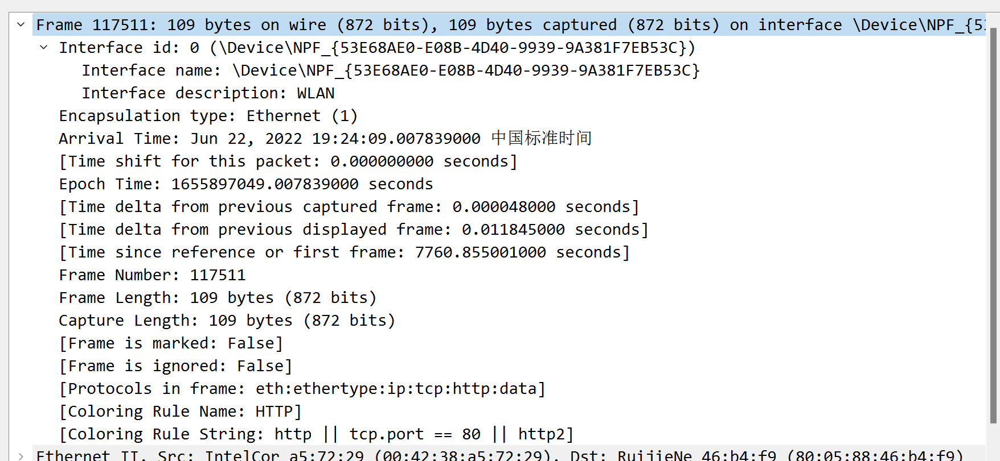 Frame 117511: 109 bytes on wire (872 bits), 109 bytes captured (872 bits) on interface \Device\NPF_{53
Interface id: 0 (\Device\NPF_{53E68AE0-E08B-4D40-9939-9A381F7EB53C})
Interface name: \Device\NPF_{53E68AE0-E08B-4D40-9939-9A381F7EB53C}
Interface description: WLAN
Encapsulation type: Ethernet (1)
Arrival Time: Jun 22, 2022 19:24:09.007839000 中国标准时间
[Time shift for this packet: 0.000000000 seconds]
Epoch Time: 1655897049.007839000 seconds
[Time delta from previous captured frame: 0.000048000 seconds]
[Time delta from previous displayed frame: 0.011845000 seconds]
[Time since reference or first frame: 7760.855001000 seconds]
Frame Number: 117511
Frame Length: 109 bytes (872 bits)
Capture Length: 109 bytes (872 bits)
[Frame is marked: False]
[Frame is ignored: False]
[Protocols in frame: eth:ethertype:ip:tcp:http:data]
[Coloring Rule Name: HTTP]
[Coloring Rule String: http || tcp.port == 80 || http2]
Ethernet II, Src: IntelCor_a5:72:29 (00:42:38:a5:72:29), Dst: RuijieNe_46:b4:f9 (80:05:88:46:b4:f9)